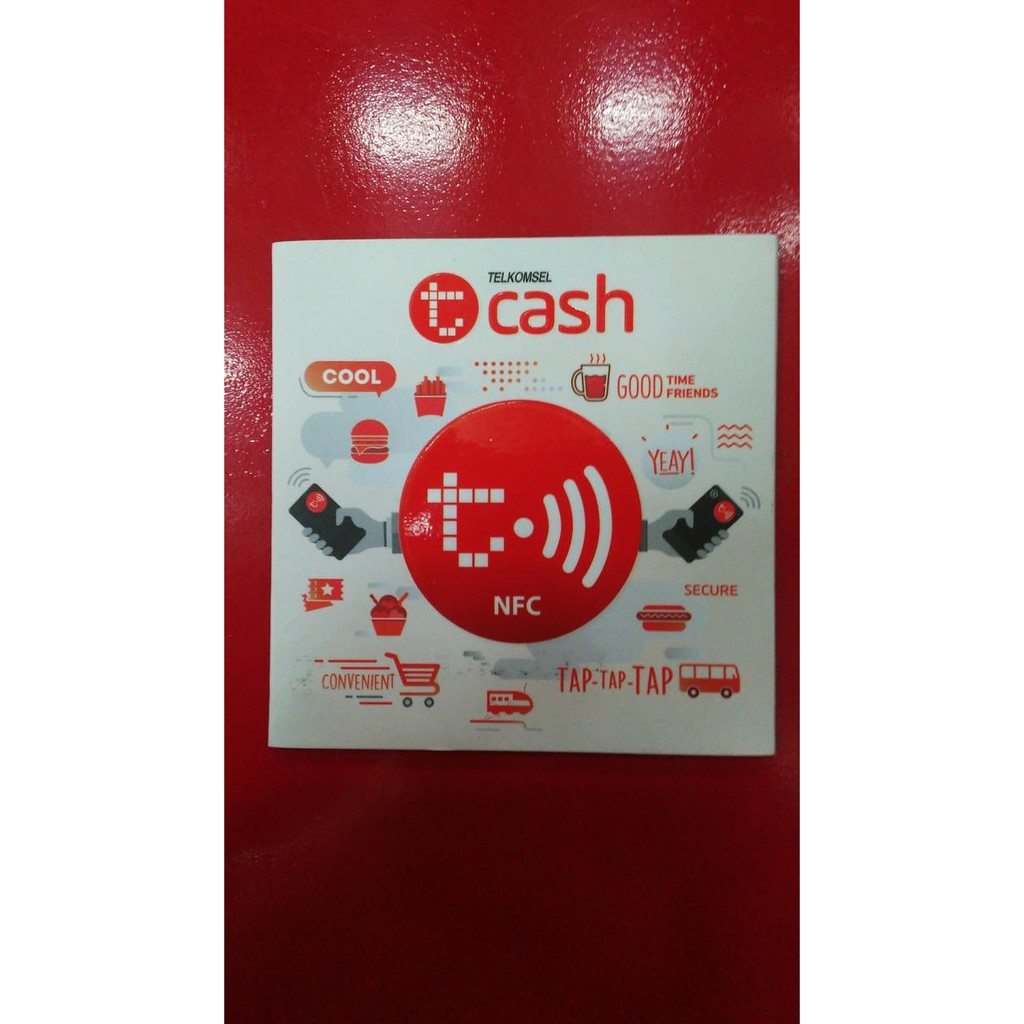 TELKOMSEL
t cash
COOL
GOOD TIME
FRIENDS
YEAY!
t
NFC
SECURE
CONVENIENT
TAP-TAP-TAP